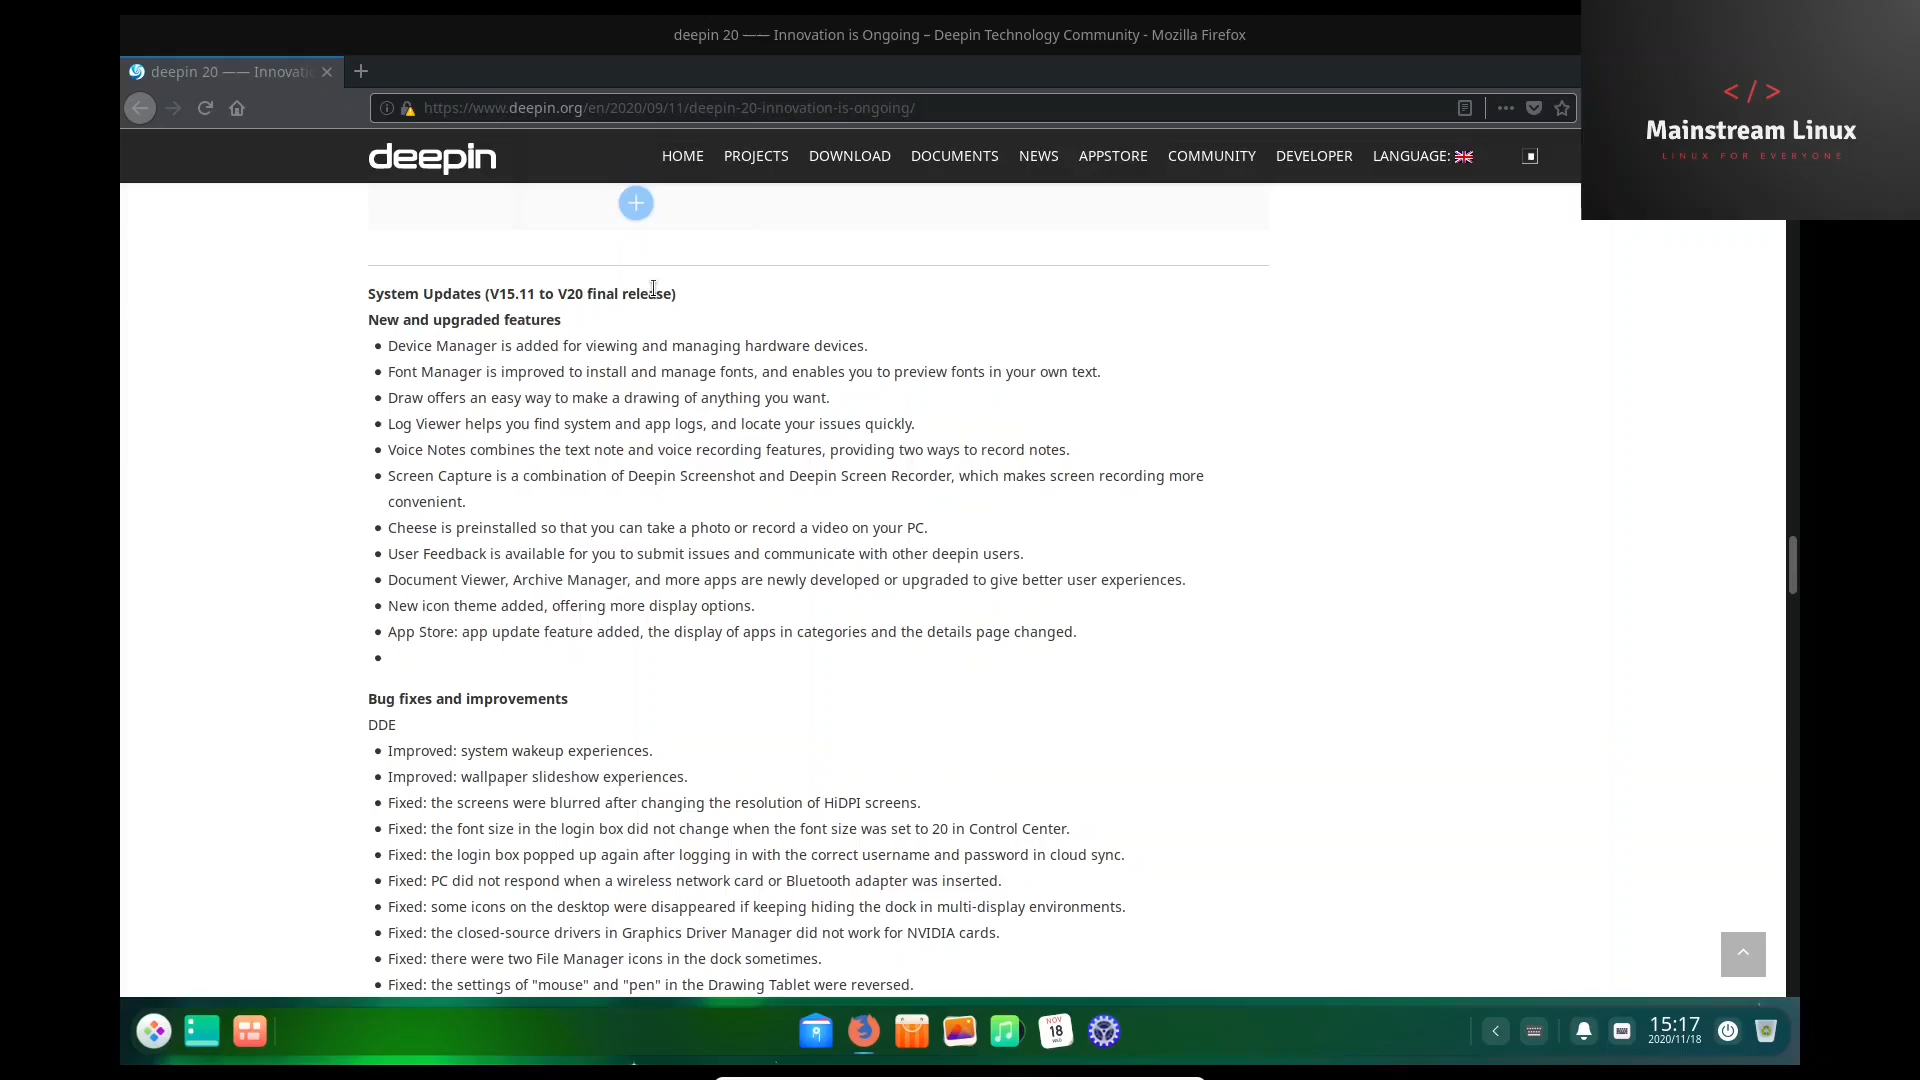 deepin 20 —— Innovation is Ongoing – Deepin Technology Community - Mozilla Firefox
deepin 20 —— Innovatio
https://www.deepin.org/en/2020/09/11/deepin-20-innovation-is-ongoing/
</>
Mainstream Linux
LINUX FOR EVERYONE
deepin HOME PROJECTS DOWNLOAD DOCUMENTS NEWS APPSTORE COMMUNITY DEVELOPER LANGUAGE:
System Updates (V15.11 to V20 final release)
New and upgraded features
• Device Manager is added for viewing and managing hardware devices.
• Font Manager is improved to install and manage fonts, and enables you to preview fonts in your own text.
• Draw offers an easy way to make a drawing of anything you want.
• Log Viewer helps you find system and app logs, and locate your issues quickly.
• Voice Notes combines the text note and voice recording features, providing two ways to record notes.
• Screen Capture is a combination of Deepin Screenshot and Deepin Screen Recorder, which makes screen recording more
convenient.
• Cheese is preinstalled so that you can take a photo or record a video on your PC.
• User Feedback is available for you to submit issues and communicate with other deepin users.
• Document Viewer, Archive Manager, and more apps are newly developed or upgraded to give better user experiences.
• New icon theme added, offering more display options.
• App Store: app update feature added, the display of apps in categories and the details page changed.
•
Bug fixes and improvements
DDE
• Improved: system wakeup experiences.
• Improved: wallpaper slideshow experiences.
• Fixed: the screens were blurred after changing the resolution of HiDPI screens.
• Fixed: the font size in the login box did not change when the font size was set to 20 in Control Center.
• Fixed: the login box popped up again after logging in with the correct username and password in cloud sync.
• Fixed: PC did not respond when a wireless network card or Bluetooth adapter was inserted.
• Fixed: some icons on the desktop were disappeared if keeping hiding the dock in multi-display environments.
• Fixed: the closed-source drivers in Graphics Driver Manager did not work for NVIDIA cards.
• Fixed: there were two File Manager icons in the dock sometimes.
• Fixed: the settings of "mouse" and "pen" in the Drawing Tablet were reversed.
NOV
18
15:17
2020/11/18